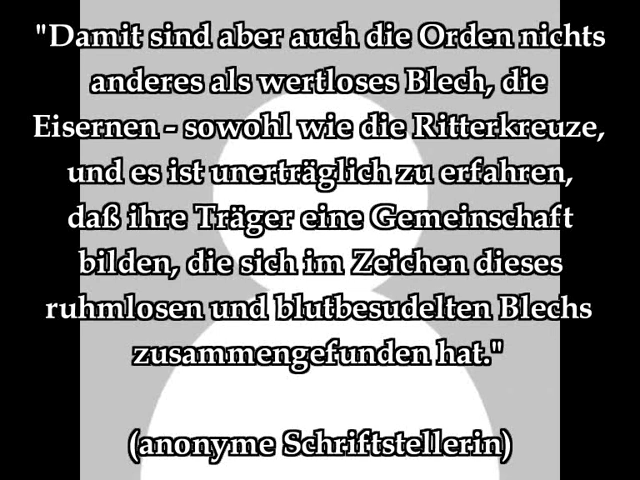 "Damit sind aber auch die Orden nichts
anderes als wertloses Blech, die
Eisernen - sowohl wie die Ritterkreuze,
und es ist unerträglich zu erfahren,
daß ihre Träger eine Gemeinschaft
bilden, die sich im Zeichen dieses
ruhmlosen und blutbesudelten Blechs
zusammengefunden hat."
(anonyme Schriftstellerin)